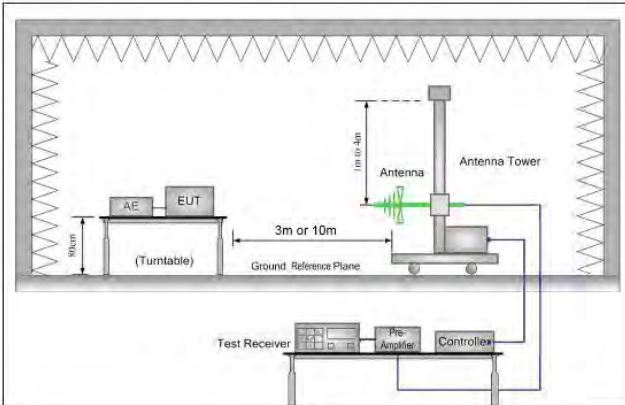 1m to 4m
Antenna
Antenna Tower
AE
EUT
80cm
(Turntable)
3m or 10m
Ground Reference Plane
Test Receiver
Pre-
Amplifier
Controller